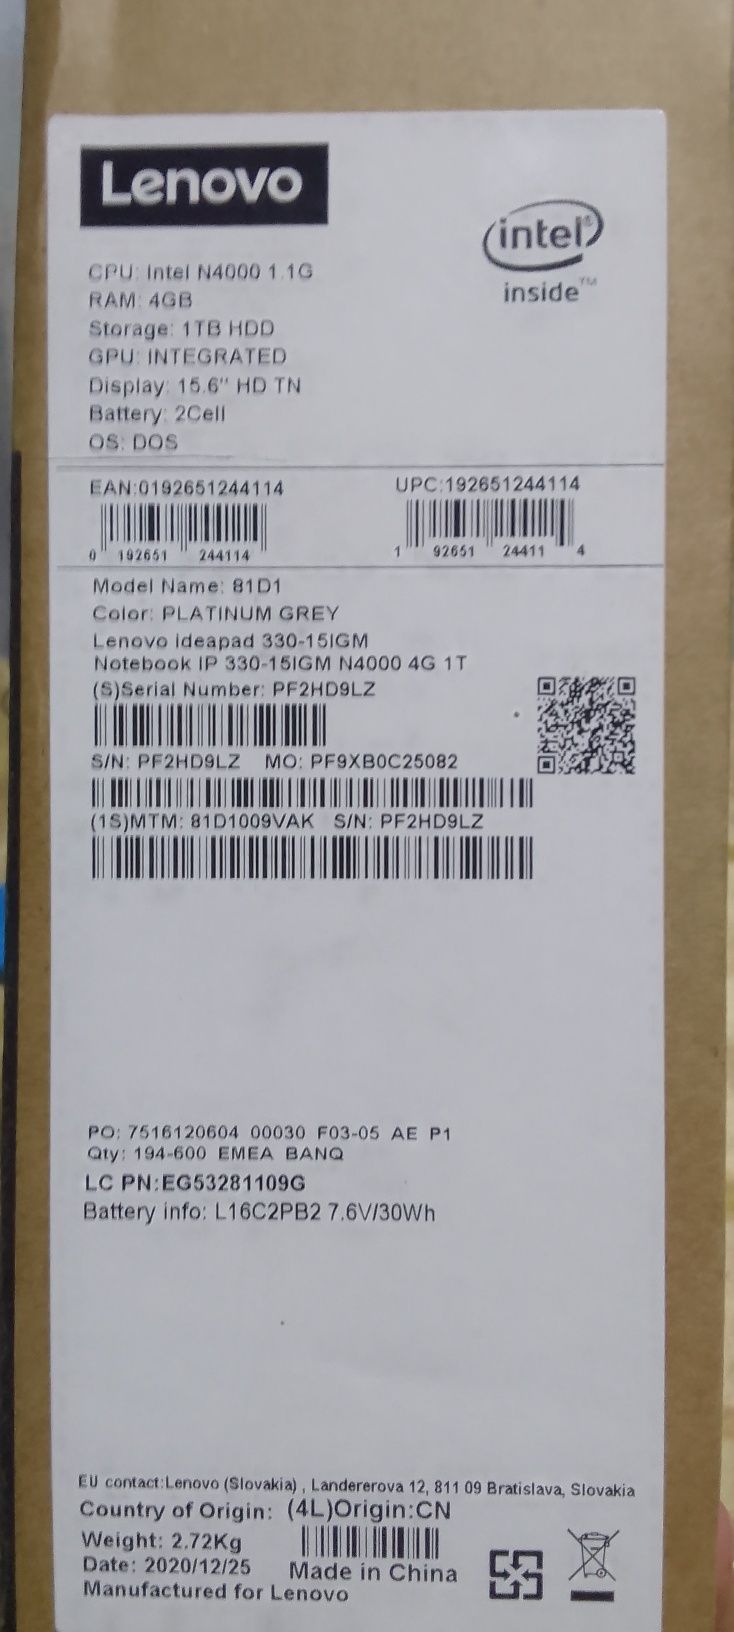 Lenovo
intel®
inside™
CPU: Intel N4000 1.1G
RAM: 4GB
Storage: 1TB HDD
GPU: INTEGRATED
Display: 15.6" HD TN
Battery: 2Cell
OS: DOS
EAN:0192651244114 UPC:192651244114
0 192651 244114 1 92651 24411 4
Model Name: 81D1
Color: PLATINUM GREY
Lenovo ideapad 330-15IGM
Notebook IP 330-15IGM N4000 4G 1T
(S)Serial Number: PF2HD9LZ
S/N: PF2HD9LZ MO: PF9XB0C25082
(1S)MTM: 81D1009VAK S/N: PF2HD9LZ
PO: 7516120604 00030 F03-05 AE P1
Qty: 194-600 EMEA BANQ
LC PN:EG53281109G
Battery info: L16C2PB2 7.6V/30Wh
EU contact:Lenovo (Slovakia) , Landererova 12, 811 09 Bratislava, Slovakia
Country of Origin: (4L)Origin:CN
Weight: 2.72Kg
Date: 2020/12/25 Made in China
Manufactured for Lenovo